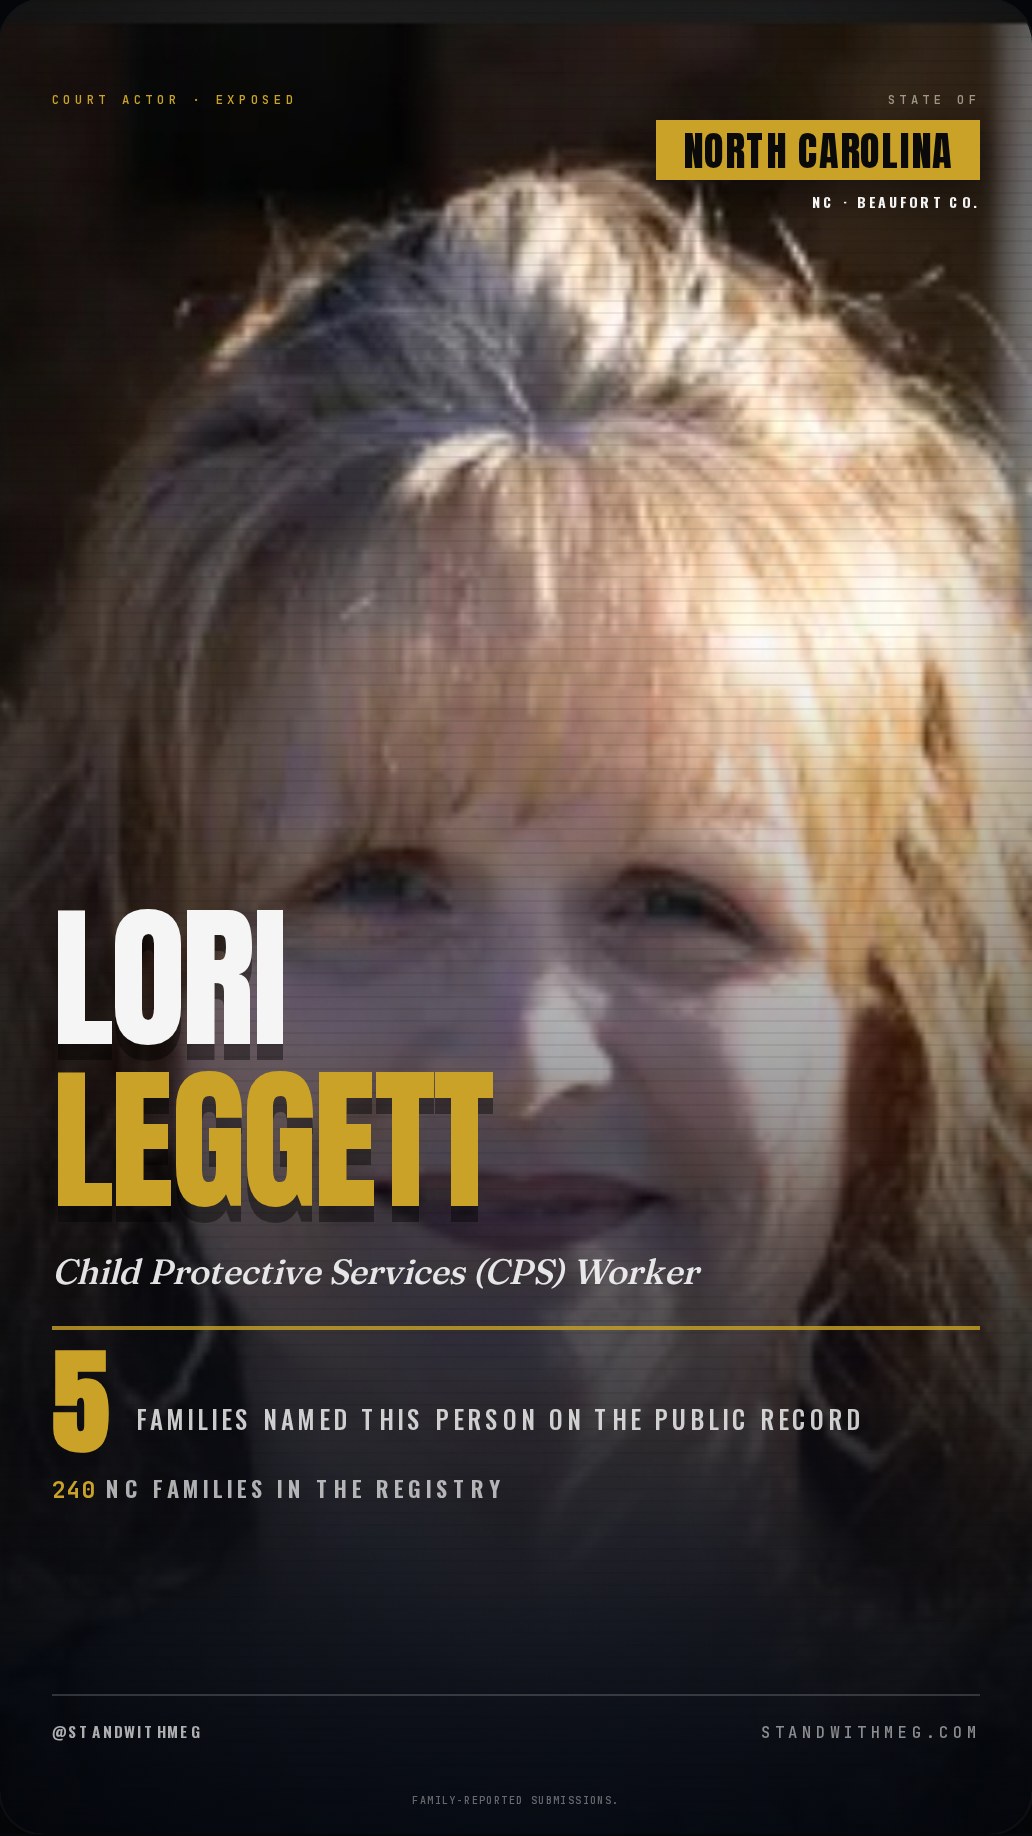 COURT ACTOR · EXPOSED
STATE OF
NORTH CAROLINA
NC · BEAUFORT CO.
LORI
LEGGETT
Child Protective Services (CPS) Worker
5 FAMILIES NAMED THIS PERSON ON THE PUBLIC RECORD
240 NC FAMILIES IN THE REGISTRY
@STANDWITHMEG
STANDWITHMEG.COM
FAMILY-REPORTED SUBMISSIONS.